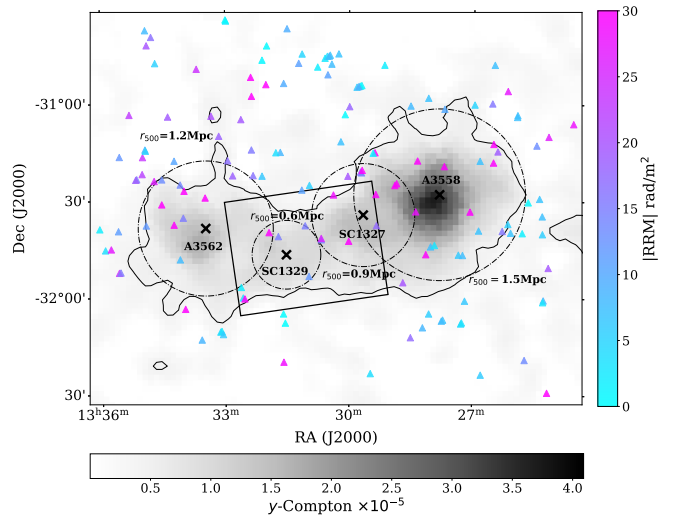 30
25
20
15
10
5
0
|RRM| rad/m²
-31°00'
30'
-32°00'
30'
Dec (J2000)
r₅₀₀=1.2Mpc
A3558
r₅₀₀=0.6Mpc
SC1327
A3562
SC1329
r₅₀₀=0.9Mpc
r₅₀₀ = 1.5Mpc
13ʰ36ᵐ
33ᵐ
30ᵐ
27ᵐ
RA (J2000)
0.5
1.0
1.5
2.0
2.5
3.0
3.5
4.0
y-Compton ×10⁻⁵